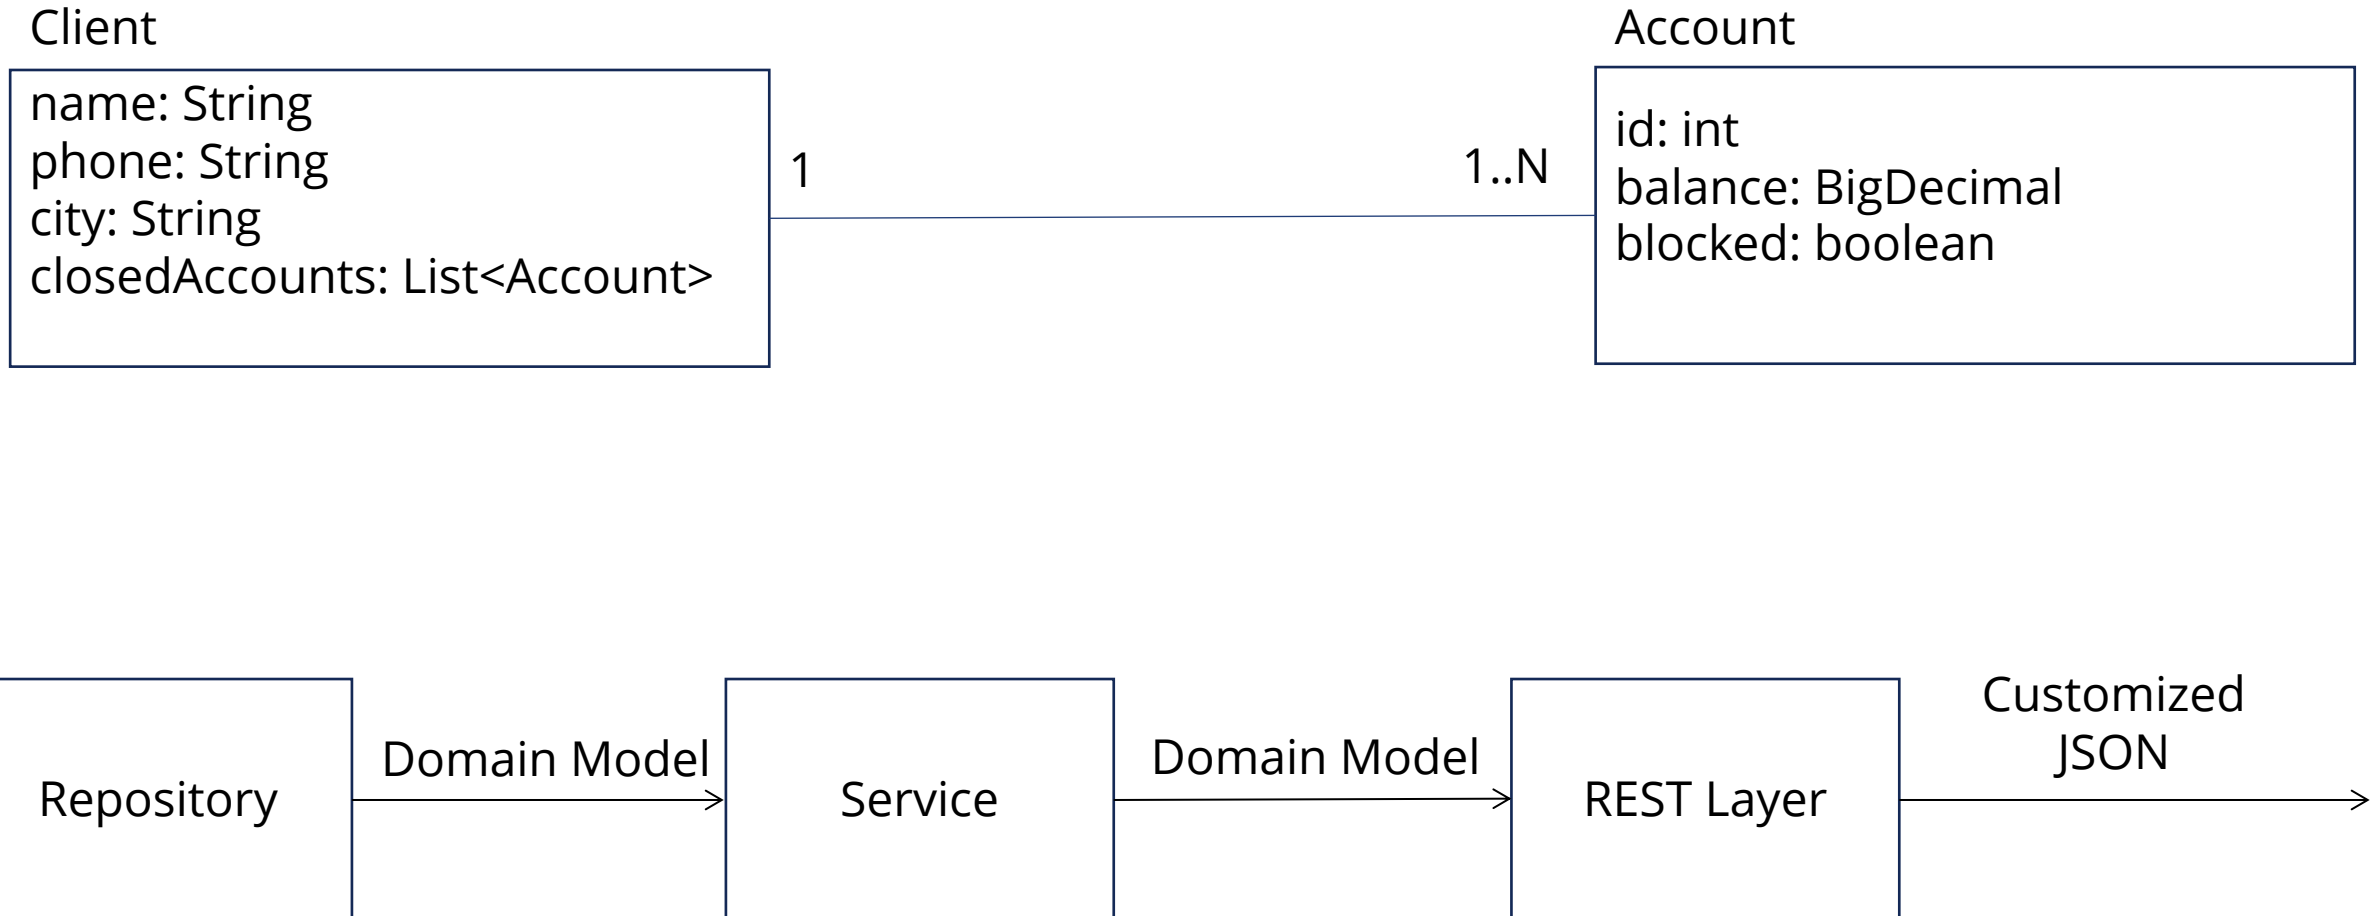 Client
name: String
phone: String
city: String
closedAccounts: List<Account>
1
1..N
Account
id: int
balance: BigDecimal
blocked: boolean
Repository
Domain Model
Service
Domain Model
REST Layer
Customized
JSON